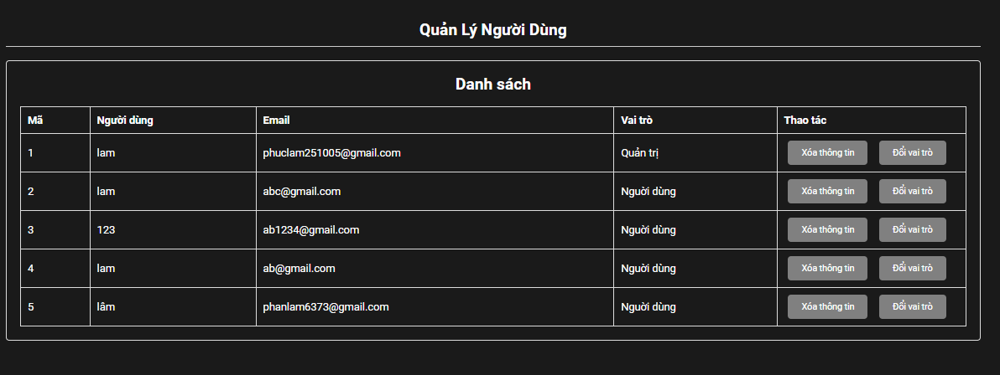 Quản Lý Người Dùng
Danh sách
Mã Người dùng Email Vai trò Thao tác
1 lam phuclam251005@gmail.com Quản trị Xóa thông tin Đổi vai trò
2 lam abc@gmail.com Người dùng Xóa thông tin Đổi vai trò
3 123 ab1234@gmail.com Người dùng Xóa thông tin Đổi vai trò
4 lam ab@gmail.com Người dùng Xóa thông tin Đổi vai trò
5 lâm phanlam6373@gmail.com Người dùng Xóa thông tin Đổi vai trò